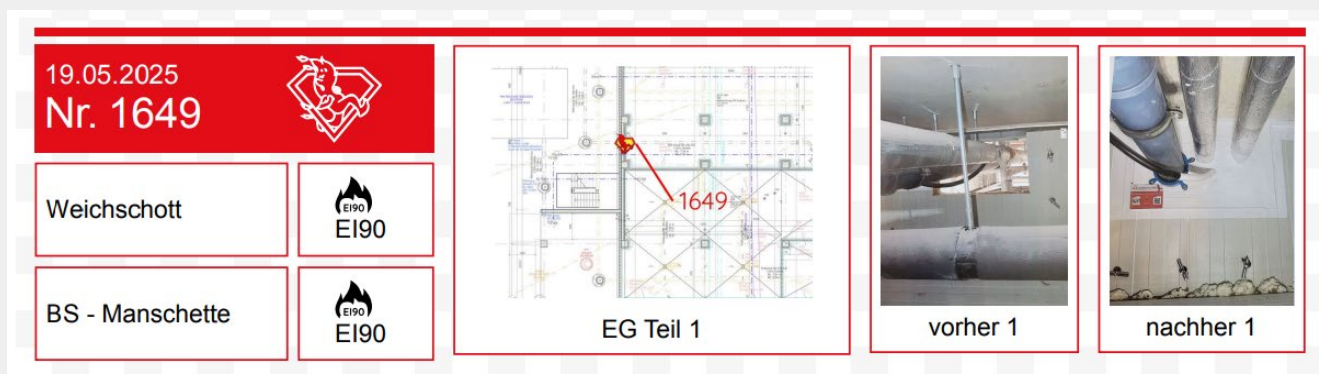 19.05.2025
Nr. 1649
Weichschott
EI90
EI90
BS - Manschette
EI90
EI90
1649
EG Teil 1
vorher 1
nachher 1